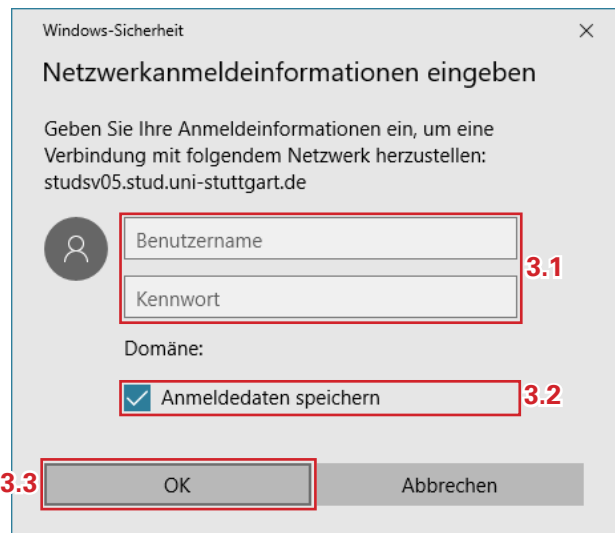 Windows-Sicherheit
Netzwerkanmeldeinformationen eingeben
Geben Sie Ihre Anmeldeinformationen ein, um eine
Verbindung mit folgendem Netzwerk herzustellen:
studsv05.stud.uni-stuttgart.de
Benutzername
3.1
Kennwort
Domäne:
Anmeldedaten speichern 3.2
3.3 OK Abbrechen